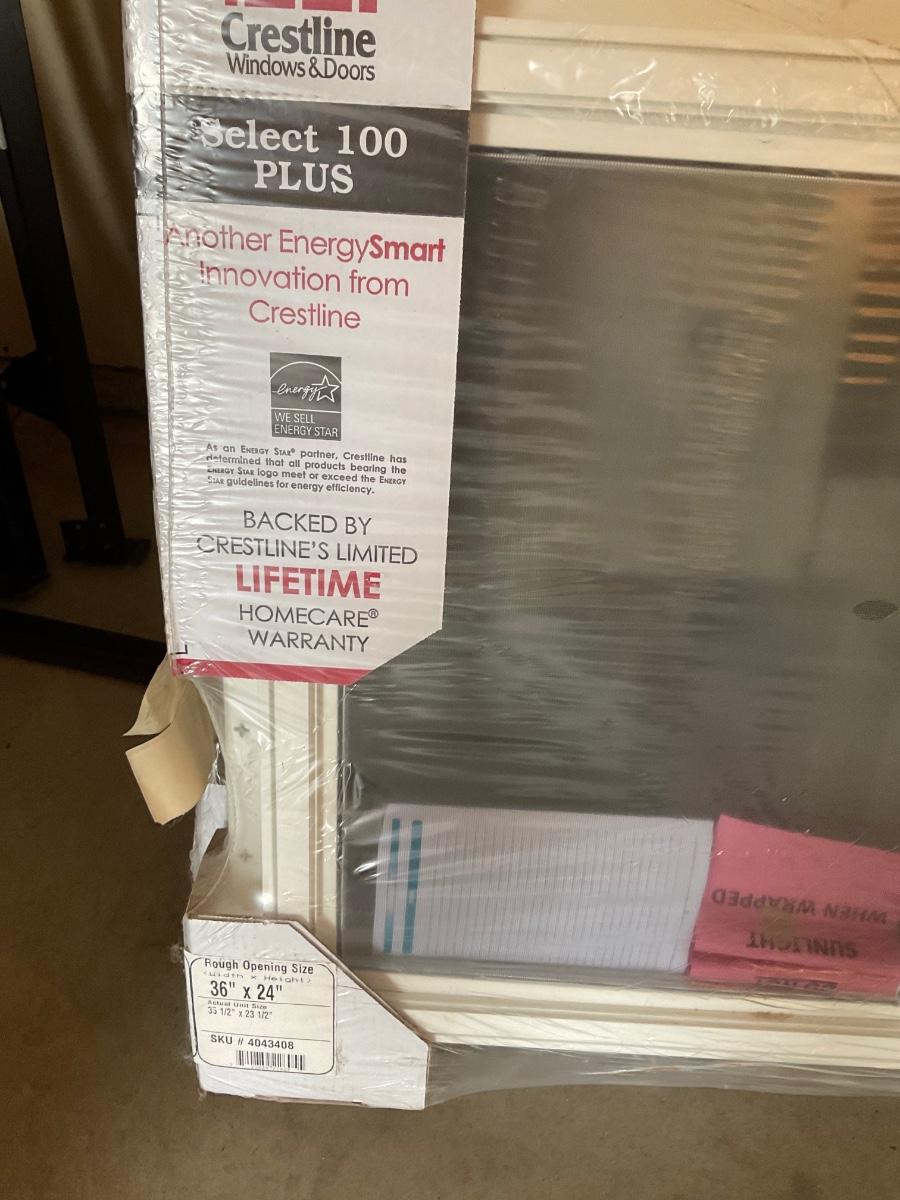 Crestline
Windows&Doors
Select 100
PLUS
Another EnergySmart
Innovation from
Crestline
energy
WE SELL
ENERGY STAR
As an ENERGY STAR® partner, Crestline has
determined that all products bearing the
ENERGY STAR logo meet or exceed the ENERGY
STAR guidelines for energy efficiency.
BACKED BY
CRESTLINE'S LIMITED
LIFETIME
HOMECARE®
WARRANTY
WHEN WRAPPED
SUNLIGHT
Rough Opening Size
(Width x Height)
36" x 24"
Actual Unit Size
35 1/2" x 23 1/2"
SKU # 4043408